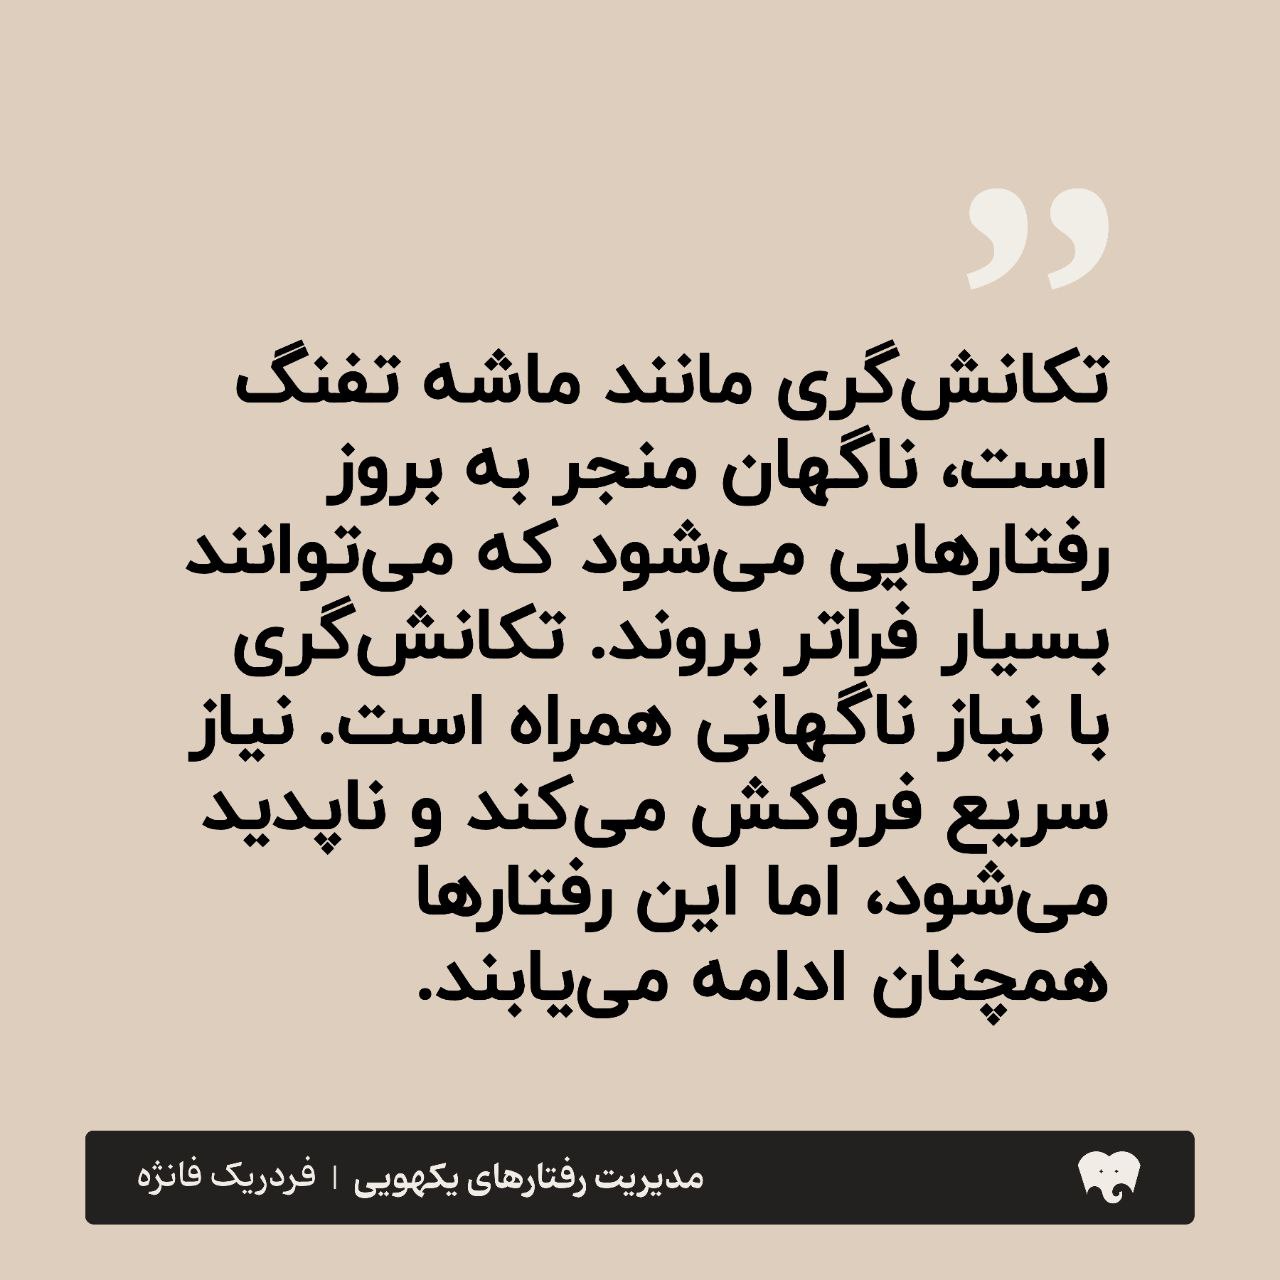 ”
تکانش‌گری مانند ماشه تفنگ
است، ناگهان منجر به بروز
رفتارهایی می‌شود که می‌توانند
بسیار فراتر بروند. تکانش‌گری
با نیاز ناگهانی همراه است. نیاز
سریع فروکش می‌کند و ناپدید
می‌شود، اما این رفتارها
همچنان ادامه می‌یابند.
مدیریت رفتارهای یکهویی | فردریک فانژه